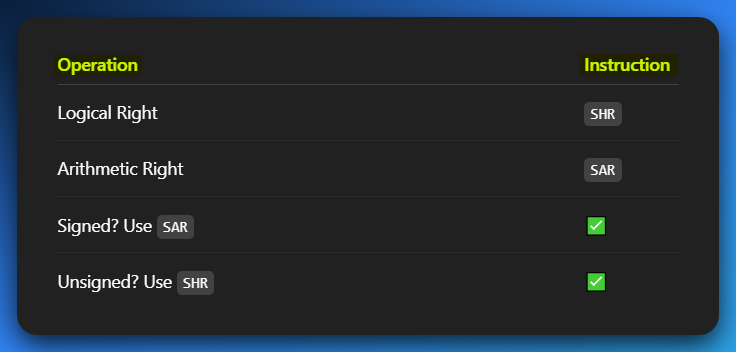 Operation Instruction
Logical Right SHR
Arithmetic Right SAR
Signed? Use SAR ✅
Unsigned? Use SHR ✅